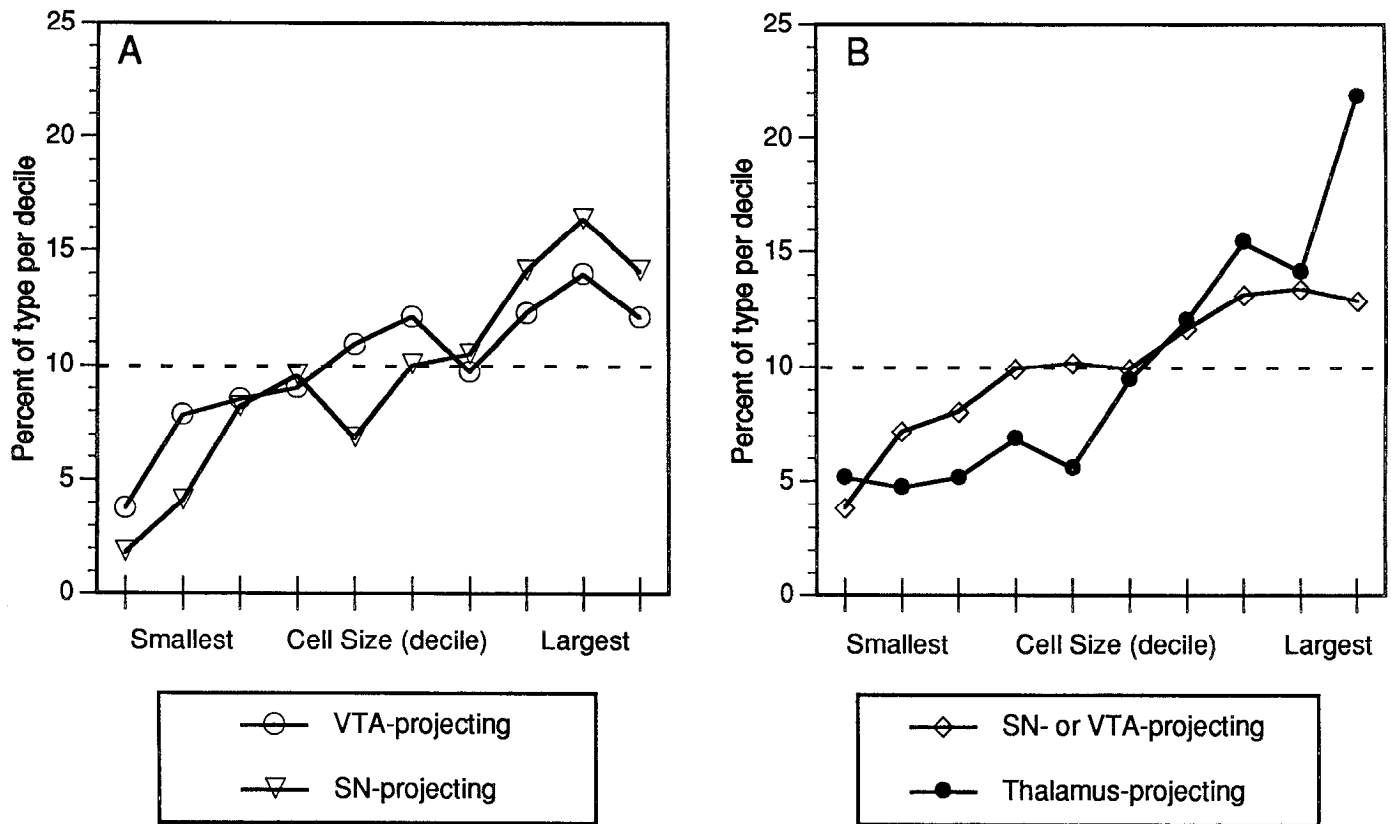 A
25
20
15
10
5
0
Percent of type per decile
Smallest Cell Size (decile) Largest
VTA-projecting
SN-projecting
B
25
20
15
10
5
0
Percent of type per decile
Smallest Cell Size (decile) Largest
SN- or VTA-projecting
Thalamus-projecting